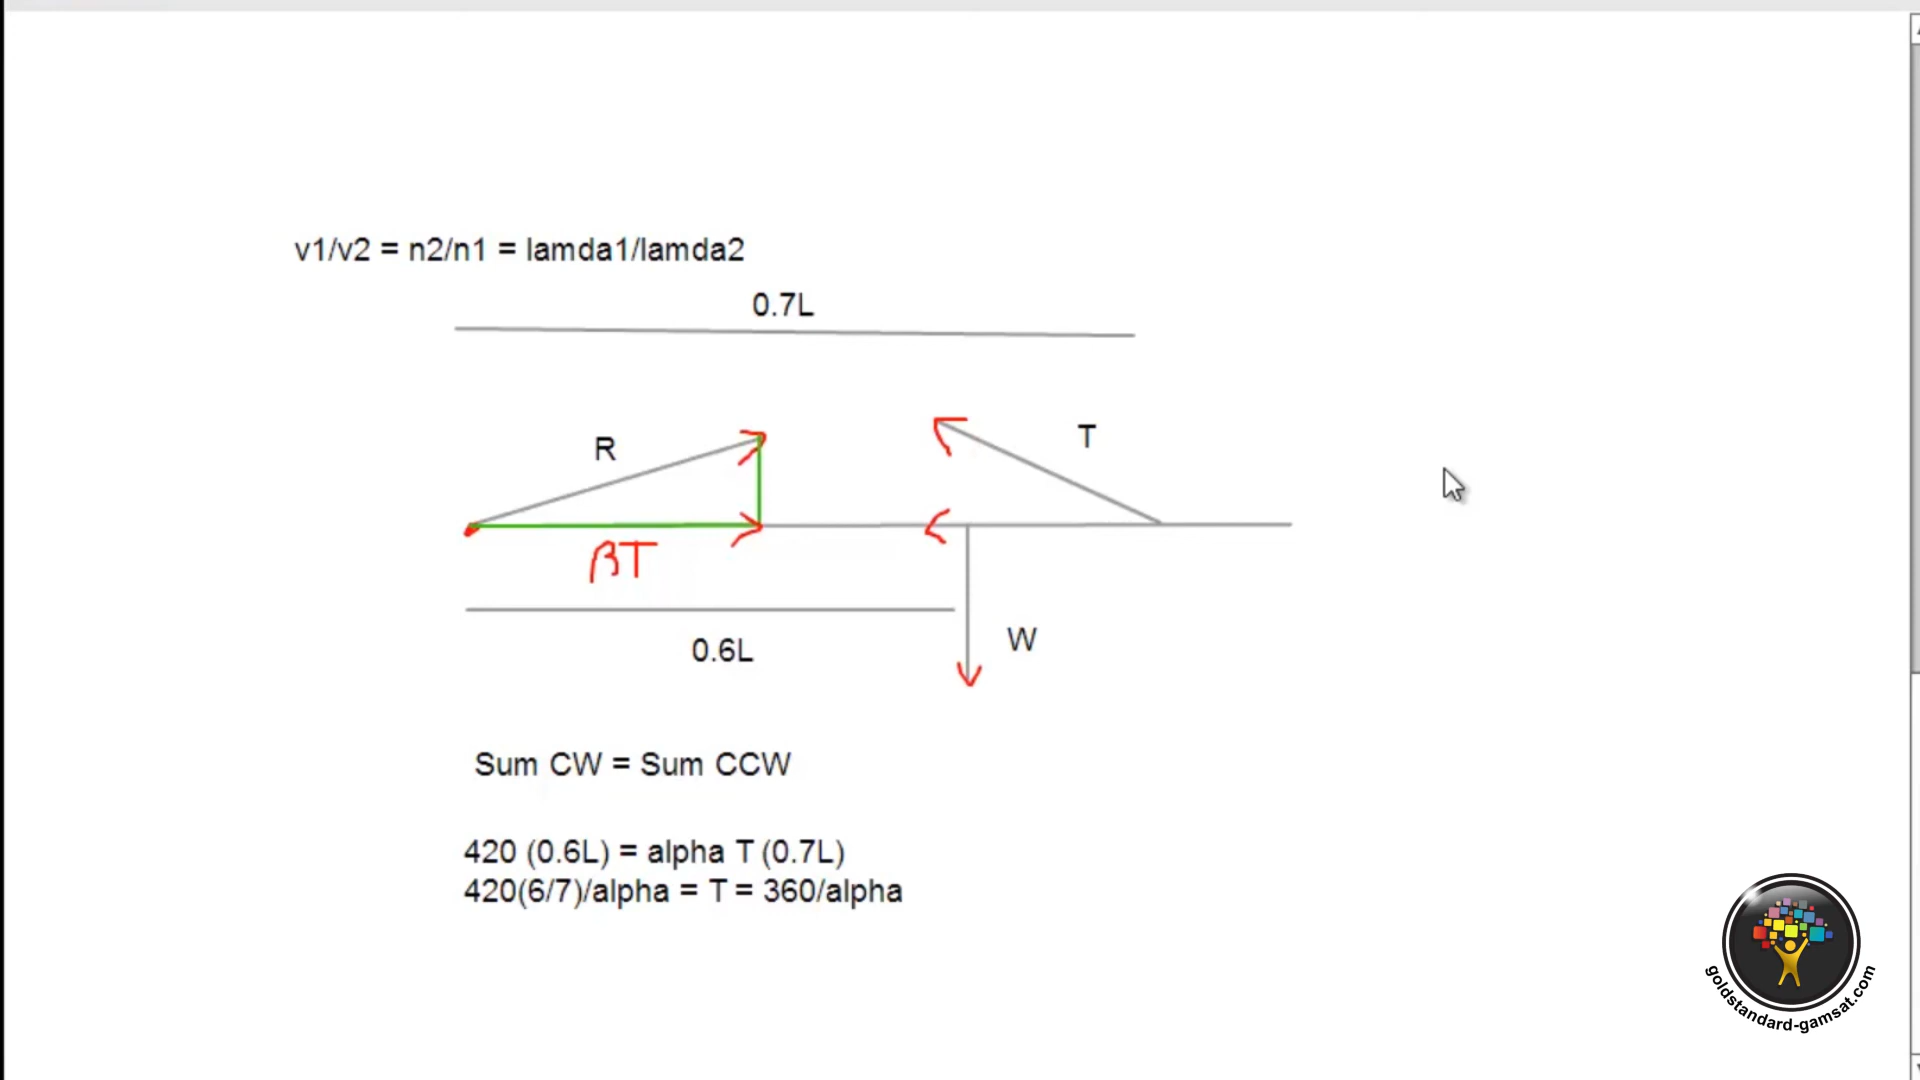 v1/v2 = n2/n1 = lamda1/lamda2
0.7L
R
T
βT
0.6L
W
Sum CW = Sum CCW
420 (0.6L) = alpha T (0.7L)
420(6/7)/alpha = T = 360/alpha
goldstandard-gamsat.com